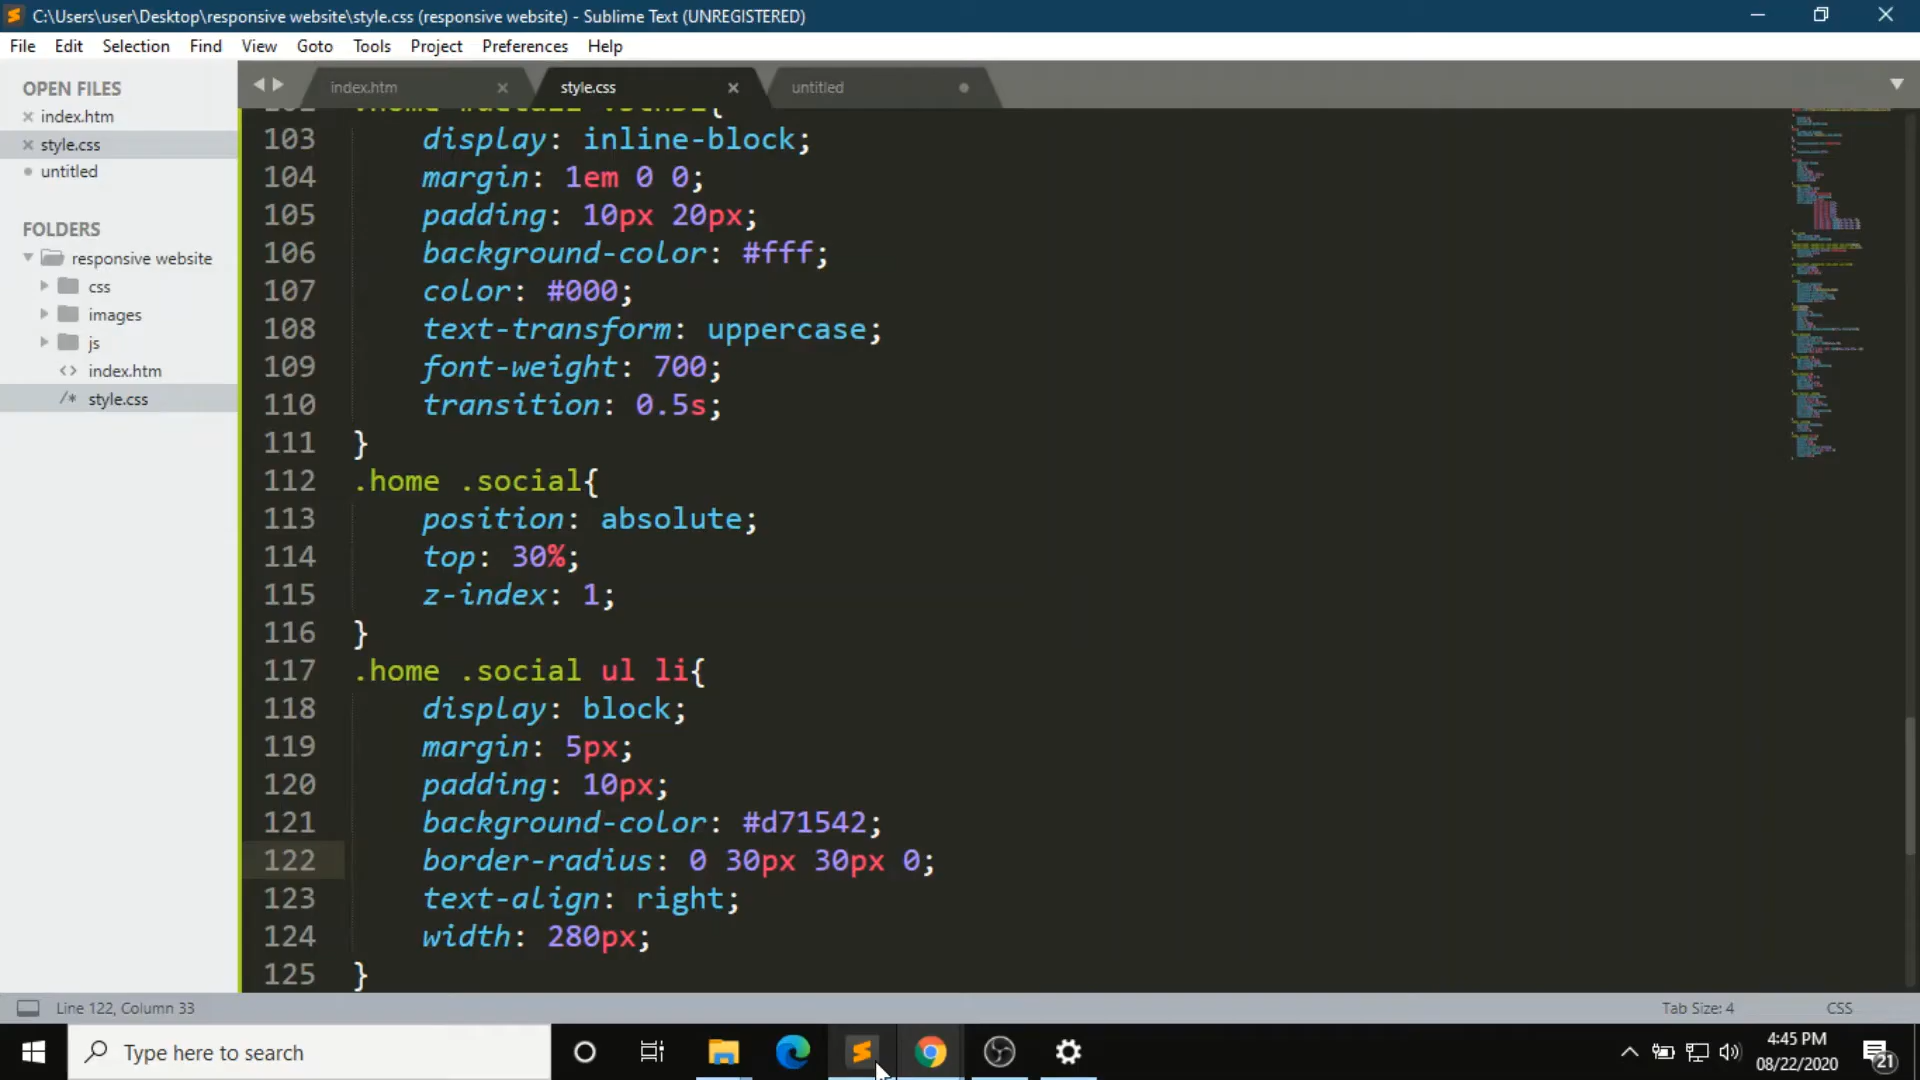 C:\Users\user\Desktop\responsive website\style.css (responsive website) - Sublime Text (UNREGISTERED)
File Edit Selection Find View Goto Tools Project Preferences Help
OPEN FILES
index.htm
style.css
untitled
FOLDERS
responsive website
css
images
js
<> index.htm
/* style.css
index.htm style.css untitled
103 display: inline-block;
104 margin: 1em 0 0;
105 padding: 10px 20px;
106 background-color: #fff;
107 color: #000;
108 text-transform: uppercase;
109 font-weight: 700;
110 transition: 0.5s;
111 }
112 .home .social{
113 position: absolute;
114 top: 30%;
115 z-index: 1;
116 }
117 .home .social ul li{
118 display: block;
119 margin: 5px;
120 padding: 10px;
121 background-color: #d71542;
122 border-radius: 0 30px 30px 0;
123 text-align: right;
124 width: 280px;
125 }
Line 122, Column 33 Tab Size: 4 CSS
Type here to search
4:45 PM
08/22/2020
21